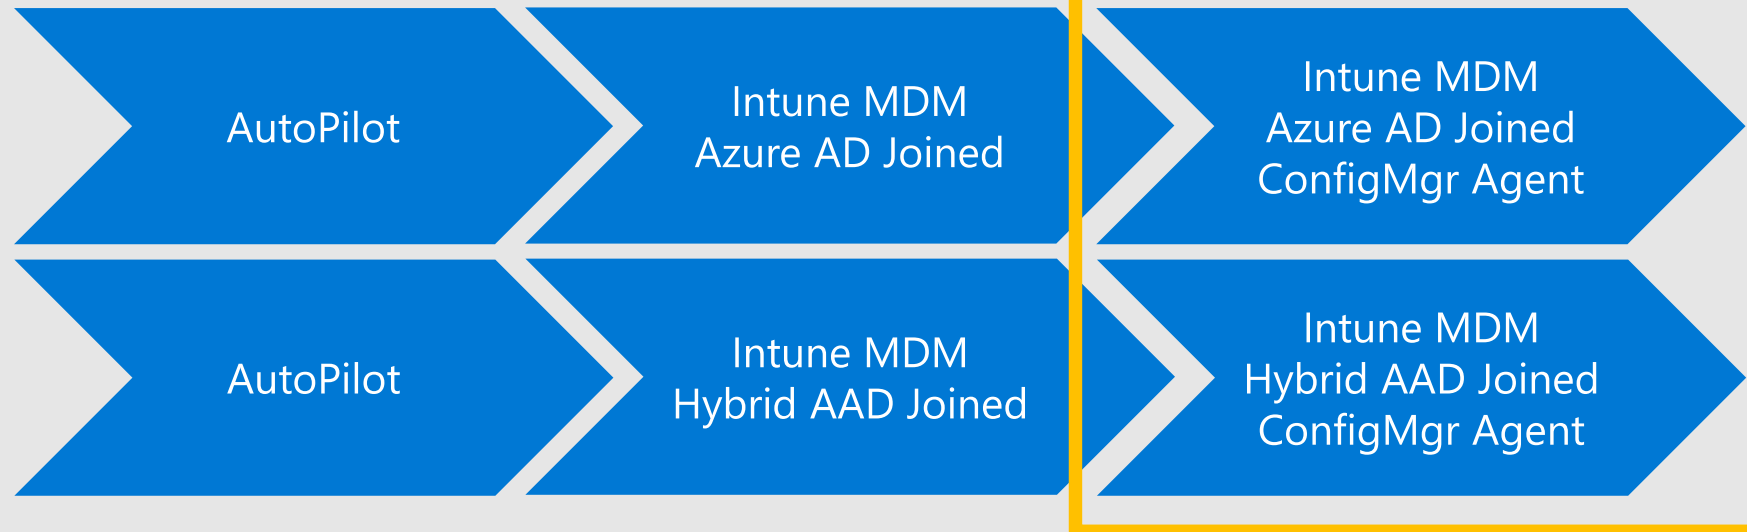 AutoPilot
Intune MDM
Azure AD Joined
Intune MDM
Azure AD Joined
ConfigMgr Agent
AutoPilot
Intune MDM
Hybrid AAD Joined
Intune MDM
Hybrid AAD Joined
ConfigMgr Agent